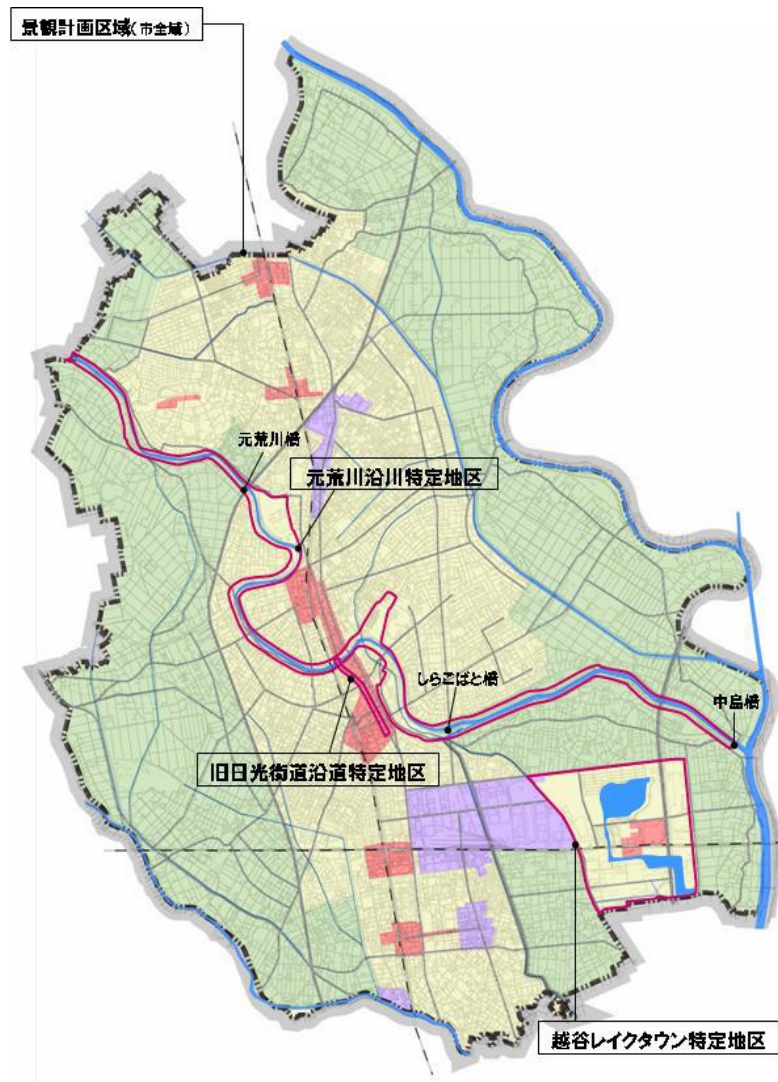 景観計画区域(市全域)
元荒川橋
元荒川沿川特定地区
しらこばと橋
中島橋
旧日光街道沿道特定地区
越谷レイクタウン特定地区